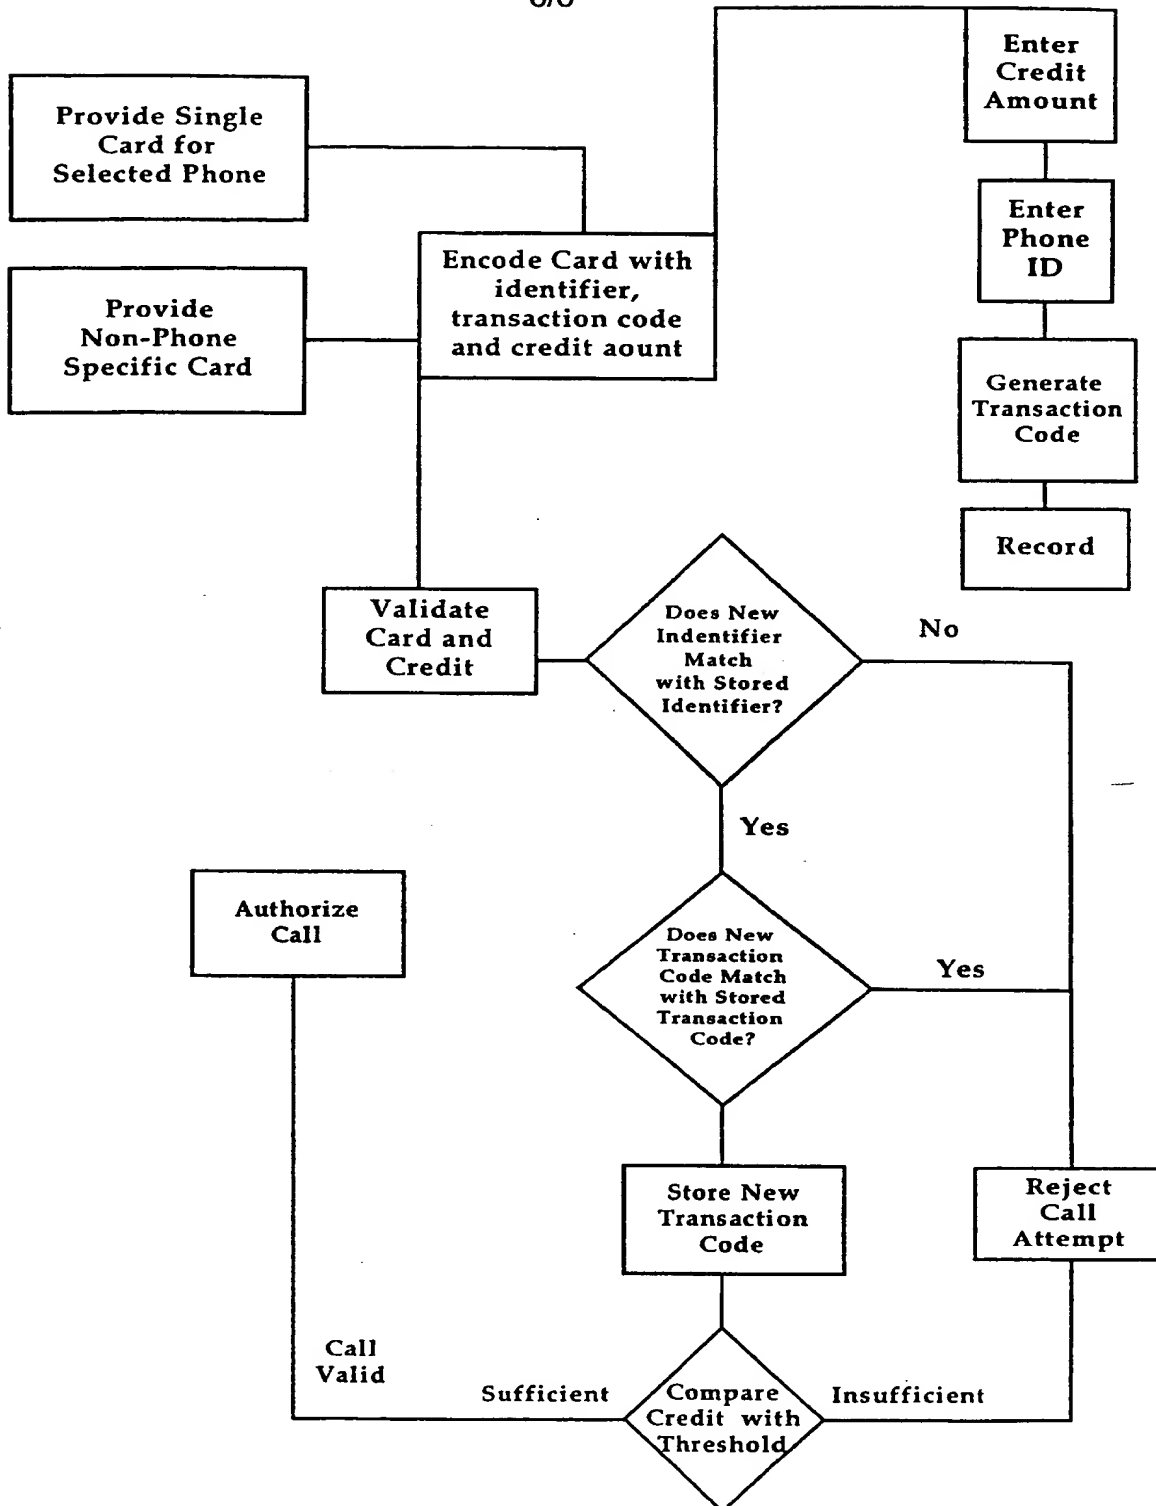 6/6
Enter
Credit
Amount
Provide Single
Card for
Selected Phone
Enter
Phone
ID
Encode Card with
identifier,
transaction code
and credit aount
Provide
Non-Phone
Specific Card
Generate
Transaction
Code
Record
Validate
Card and
Credit
Does New
Indentifier
Match
with Stored
Identifier?
No
Yes
Authorize
Call
Does New
Transaction
Code Match
with Stored
Transaction
Code?
Yes
Store New
Transaction
Code
Reject
Call
Attempt
Call
Valid
Sufficient
Compare
Credit with
Threshold
Insufficient